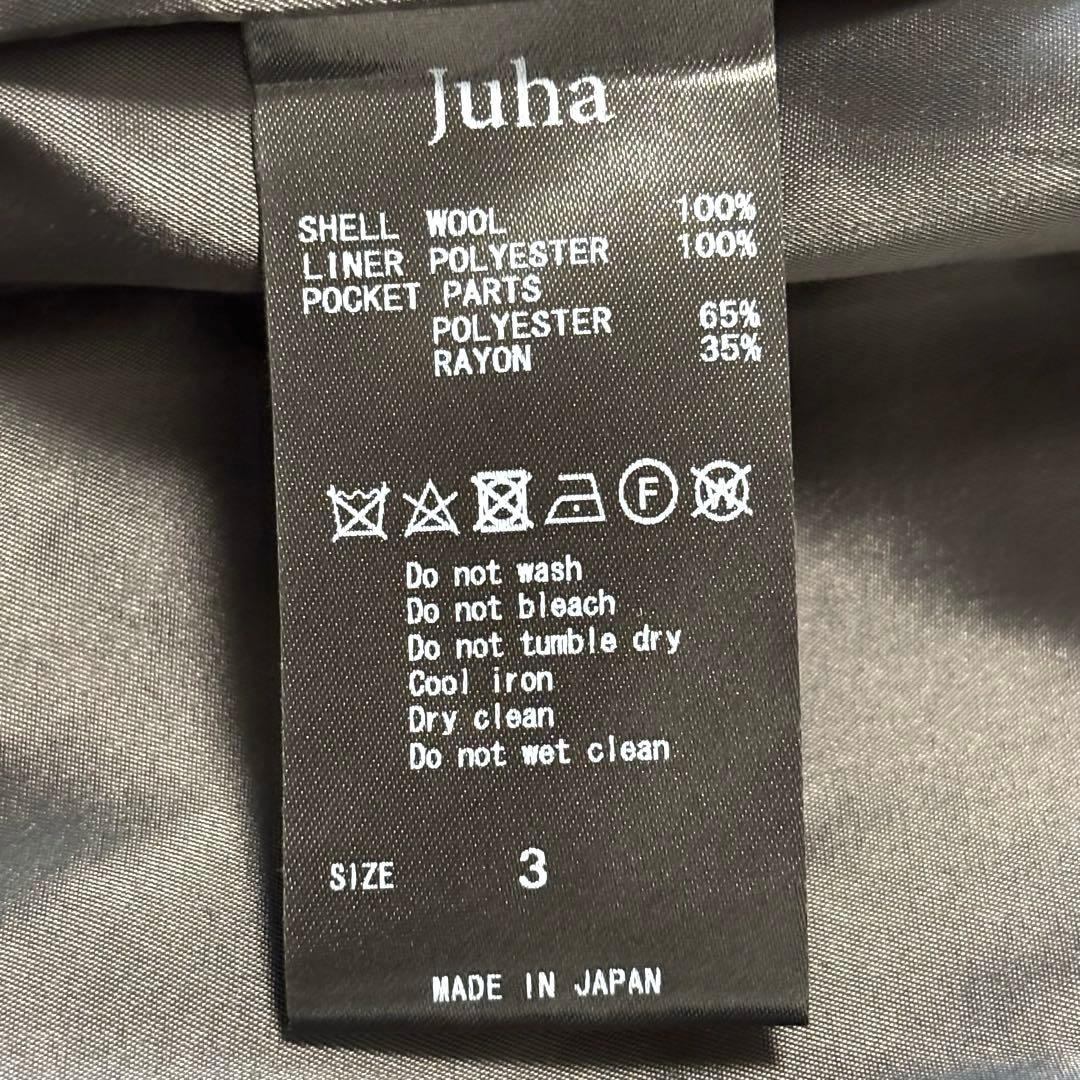 Juha
SHELL WOOL 100%
LINER POLYESTER 100%
POCKET PARTS
POLYESTER 65%
RAYON 35%
F W
Do not wash
Do not bleach
Do not tumble dry
Cool iron
Dry clean
Do not wet clean
SIZE 3
MADE IN JAPAN